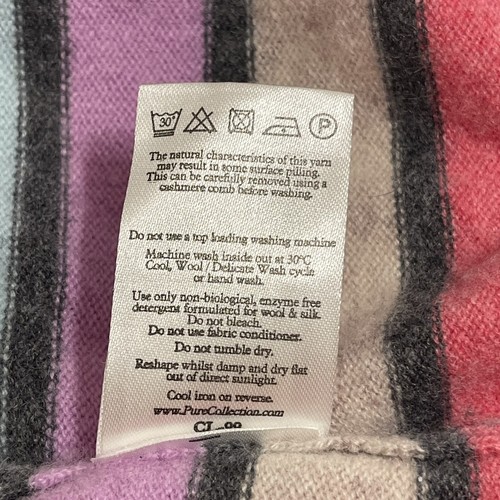 30°
P
The natural characteristics of this yarn
may result in some surface pilling.
This can be carefully removed using a
cashmere comb before washing.
Do not use a top loading washing machine
Machine wash inside out at 30°C
Cool, Wool / Delicate Wash cycle
or hand wash.
Use only non-biological, enzyme free
detergent formulated for wool & silk.
Do not bleach.
Do not use fabric conditioner.
Do not tumble dry.
Reshape whilst damp and dry flat
out of direct sunlight.
Cool iron on reverse.
www.PureCollection.com